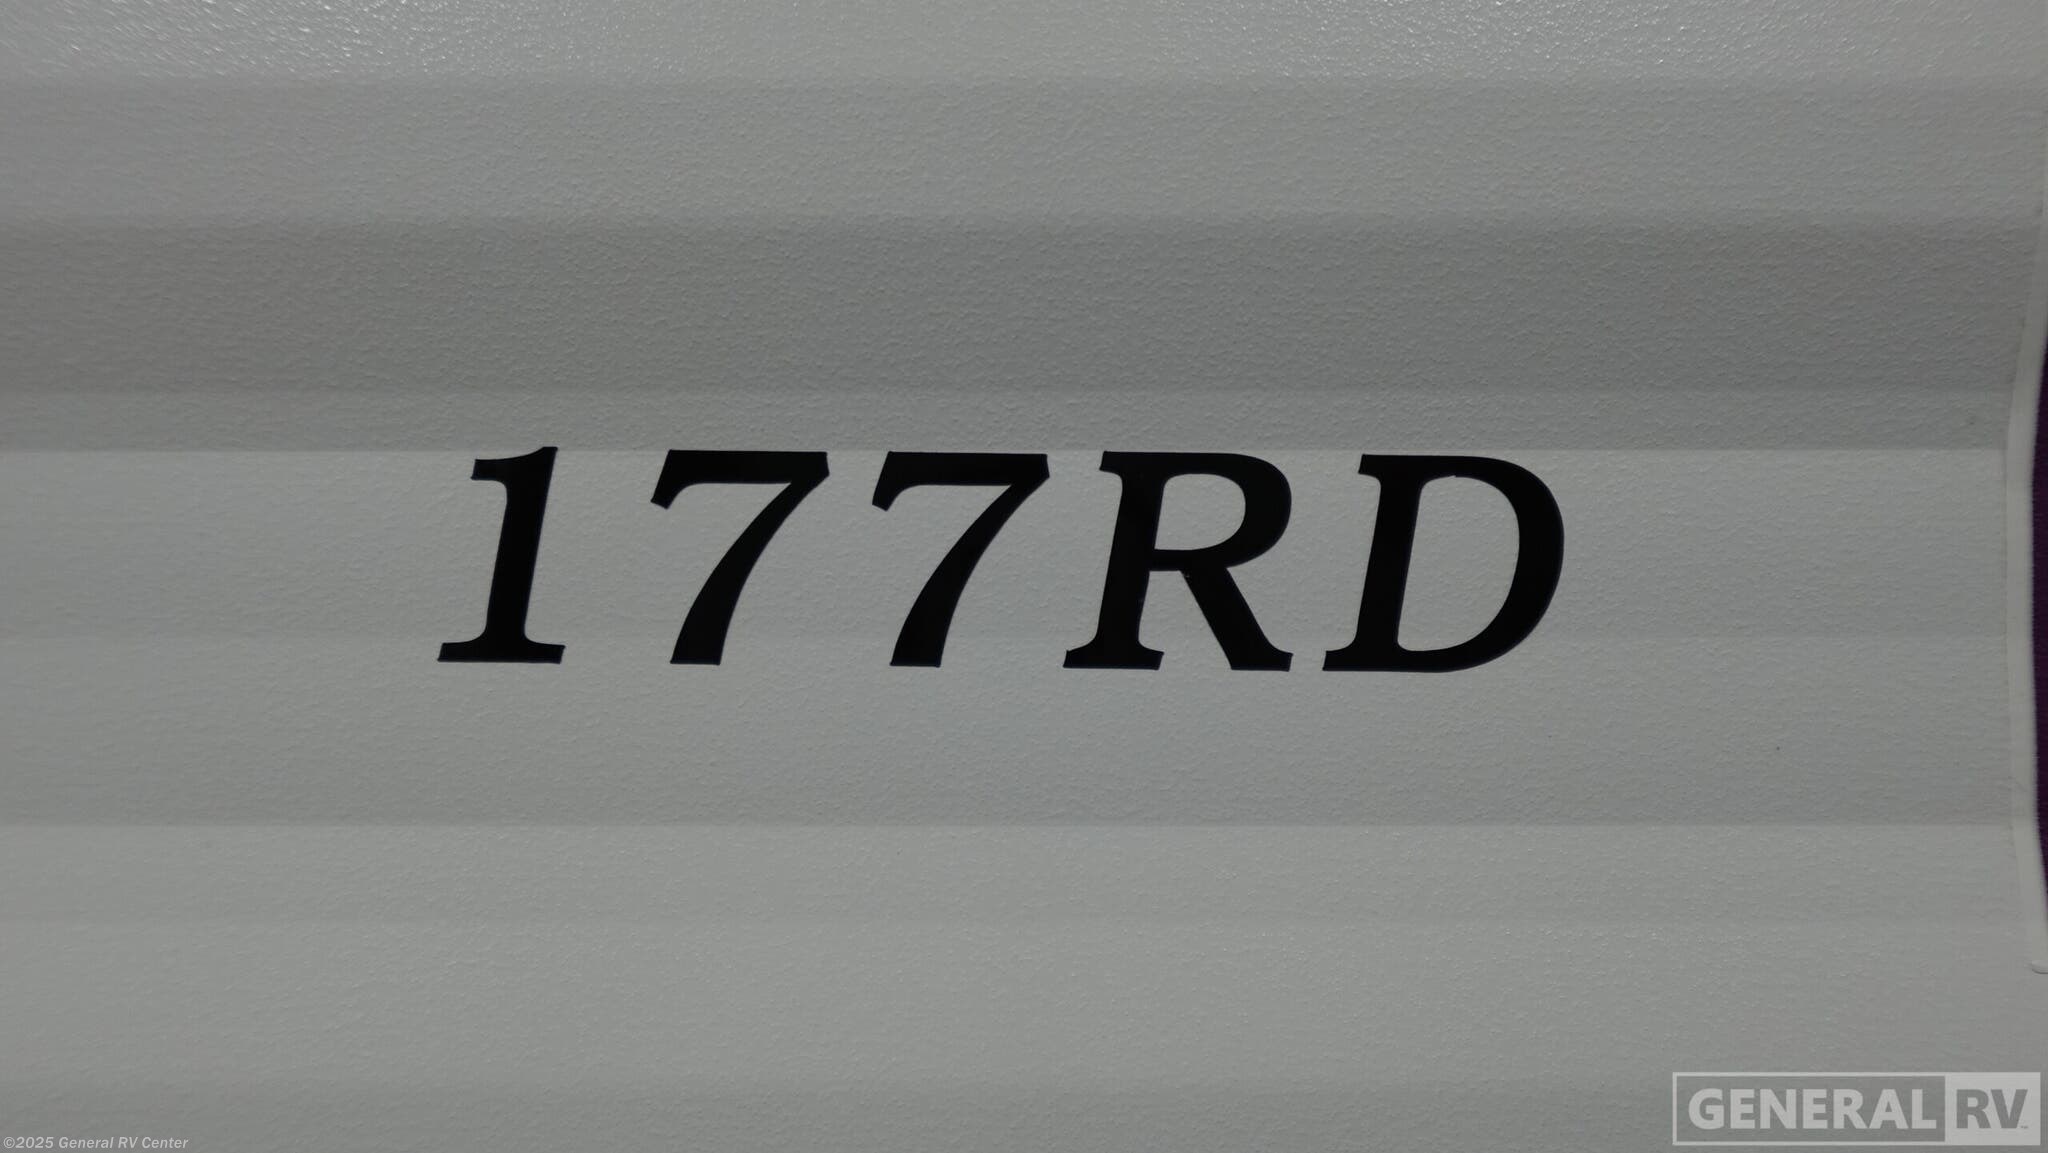 177RD
GENERAL RV
©2025 General RV Center